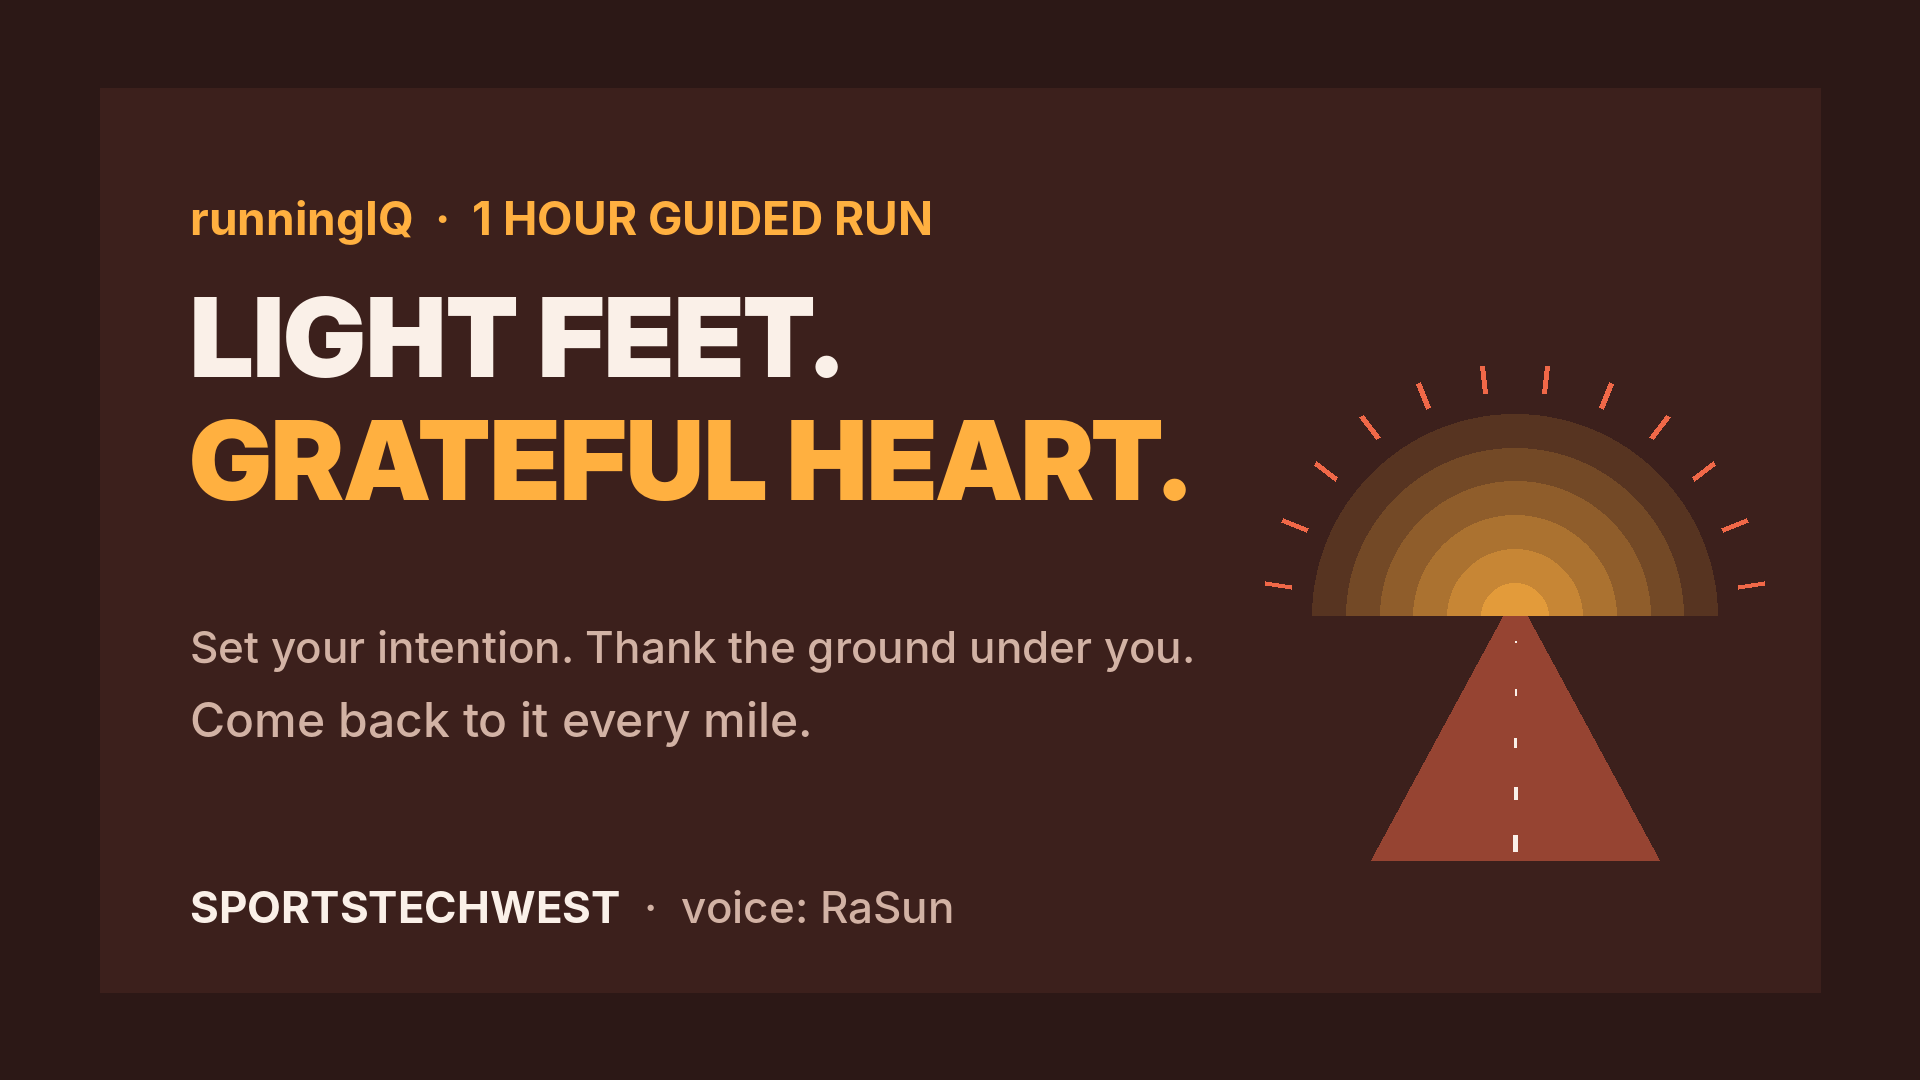 runningIQ · 1 HOUR GUIDED RUN
LIGHT FEET.
GRATEFUL HEART.
Set your intention. Thank the ground under you.
Come back to it every mile.
SPORTSTECHWEST · voice: RaSun